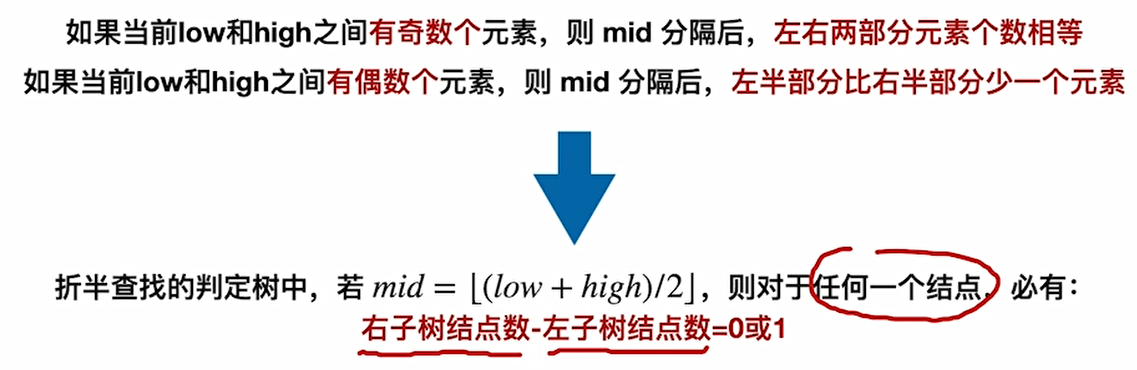 如果当前low和high之间有奇数个元素，则 mid 分隔后，左右两部分元素个数相等
如果当前low和high之间有偶数个元素，则 mid 分隔后，左半部分比右半部分少一个元素
折半查找的判定树中，若 mid = ⌊(low + high)/2⌋，则对于任何一个结点，必有：
右子树结点数-左子树结点数=0或1